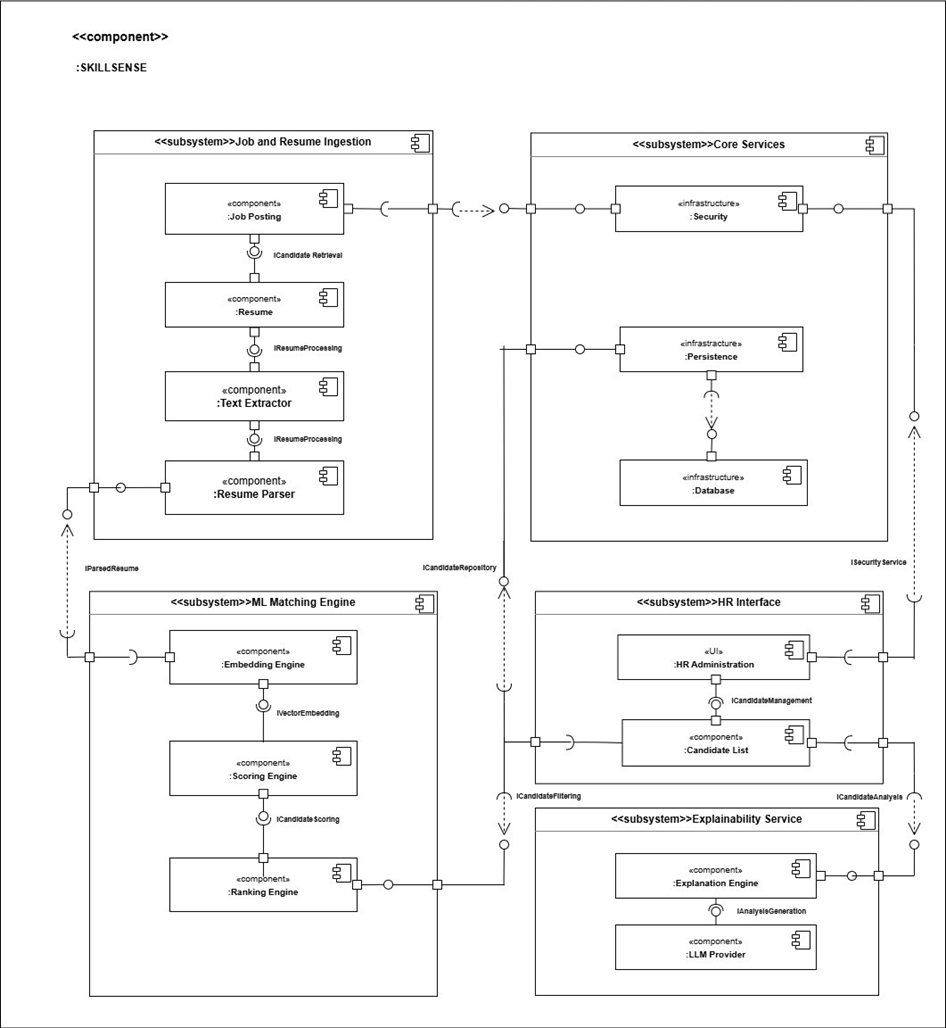 <<component>>
:SKILLSENSE
<<subsystem>>Job and Resume Ingestion
«component»
:Job Posting
ICandidate Retrieval
«component»
:Resume
IResumeProcessing
«component»
:Text Extractor
IResumeProcessing
«component»
:Resume Parser
<<subsystem>>Core Services
«infrastructure»
:Security
«infrastracture»
:Persistence
«infrastructure»
:Database
IParsedResume
ICandidateRepository
ISecurityService
<<subsystem>>ML Matching Engine
«component»
:Embedding Engine
IVectorEmbedding
«component»
:Scoring Engine
ICandidateScoring
«component»
:Ranking Engine
<<subsystem>>HR Interface
«UI»
:HR Administration
ICandidateManagement
«component»
:Candidate List
ICandidateFiltering
ICandidateAnalysis
<<subsystem>>Explainability Service
«component»
:Explanation Engine
IAnalysisGeneration
«component»
:LLM Provider